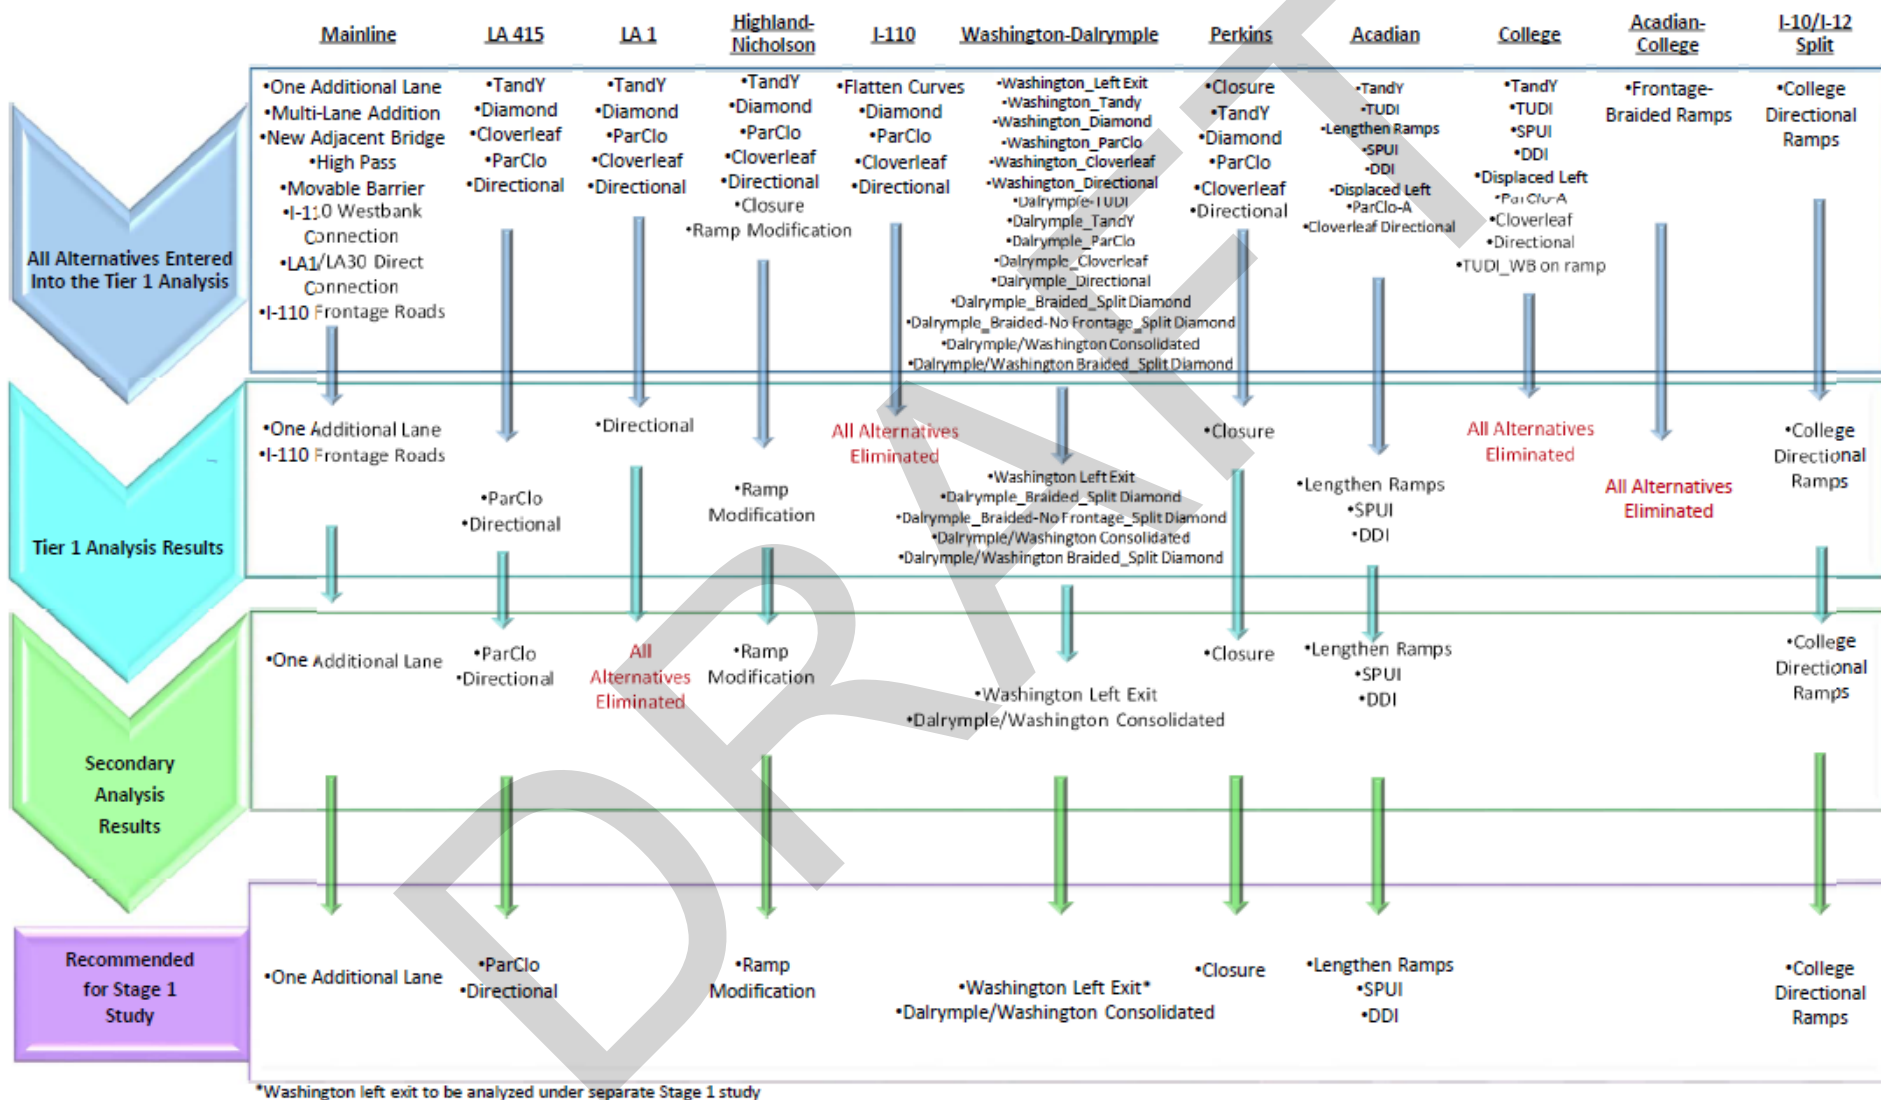 Mainline
LA 415
LA 1
Highland-
Nicholson
I-110
Washington-Dalrymple
Perkins
Acadian
College
Acadian-
College
I-10/I-12
Split
All Alternatives Entered
Into the Tier 1 Analysis
•One Additional Lane
•Multi-Lane Addition
•New Adjacent Bridge
•High Pass
•Movable Barrier
•I-110 Westbank
Connection
•LA1/LA30 Direct
Connection
•I-110 Frontage Roads
•TandY
•Diamond
•Cloverleaf
•ParClo
•Directional
•TandY
•Diamond
•ParClo
•Cloverleaf
•Directional
•TandY
•Diamond
•ParClo
•Cloverleaf
•Directional
•Closure
•Ramp Modification
•Flatten Curves
•Diamond
•ParClo
•Cloverleaf
•Directional
•Washington_Left Exit
•Washington_Tandy
•Washington_Diamond
•Washington_ParClo
•Washington_Cloverleaf
•Washington_Directional
•Dalrymple-TUDI
•Dalrymple_TandY
•Dalrymple_ParClo
•Dalrymple_Cloverleaf
•Dalrymple_Directional
•Dalrymple_Braided_Split Diamond
•Dalrymple_Braided-No Frontage_Split Diamond
•Dalrymple/Washington Consolidated
•Dalrymple/Washington Braided_Split Diamond
•Closure
•TandY
•Diamond
•ParClo
•Cloverleaf
•Directional
•TandY
•TUDI
•Lengthen Ramps
•SPUI
•DDI
•Displaced Left
•ParClo-A
•Cloverleaf Directional
•TandY
•TUDI
•SPUI
•DDI
•Displaced Left
•ParClo-A
•Cloverleaf
•Directional
•TUDI_WB on ramp
•Frontage-
Braided Ramps
•College
Directional
Ramps
Tier 1 Analysis Results
•One Additional Lane
•I-110 Frontage Roads
•ParClo
•Directional
•Directional
•Ramp
Modification
All Alternatives
Eliminated
•Washington Left Exit
•Dalrymple_Braided_Split Diamond
•Dalrymple_Braided-No Frontage_Split Diamond
•Dalrymple/Washington Consolidated
•Dalrymple/Washington Braided_Split Diamond
•Closure
•Lengthen Ramps
•SPUI
•DDI
All Alternatives
Eliminated
All Alternatives
Eliminated
•College
Directional
Ramps
Secondary
Analysis
Results
•One Additional Lane
•ParClo
•Directional
All
Alternatives
Eliminated
•Ramp
Modification
•Washington Left Exit
•Dalrymple/Washington Consolidated
•Closure
•Lengthen Ramps
•SPUI
•DDI
•College
Directional
Ramps
Recommended
for Stage 1
Study
•One Additional Lane
•ParClo
•Directional
•Ramp
Modification
•Washington Left Exit*
•Dalrymple/Washington Consolidated
•Closure
•Lengthen Ramps
•SPUI
•DDI
•College
Directional
Ramps
*Washington left exit to be analyzed under separate Stage 1 study
DRAFT